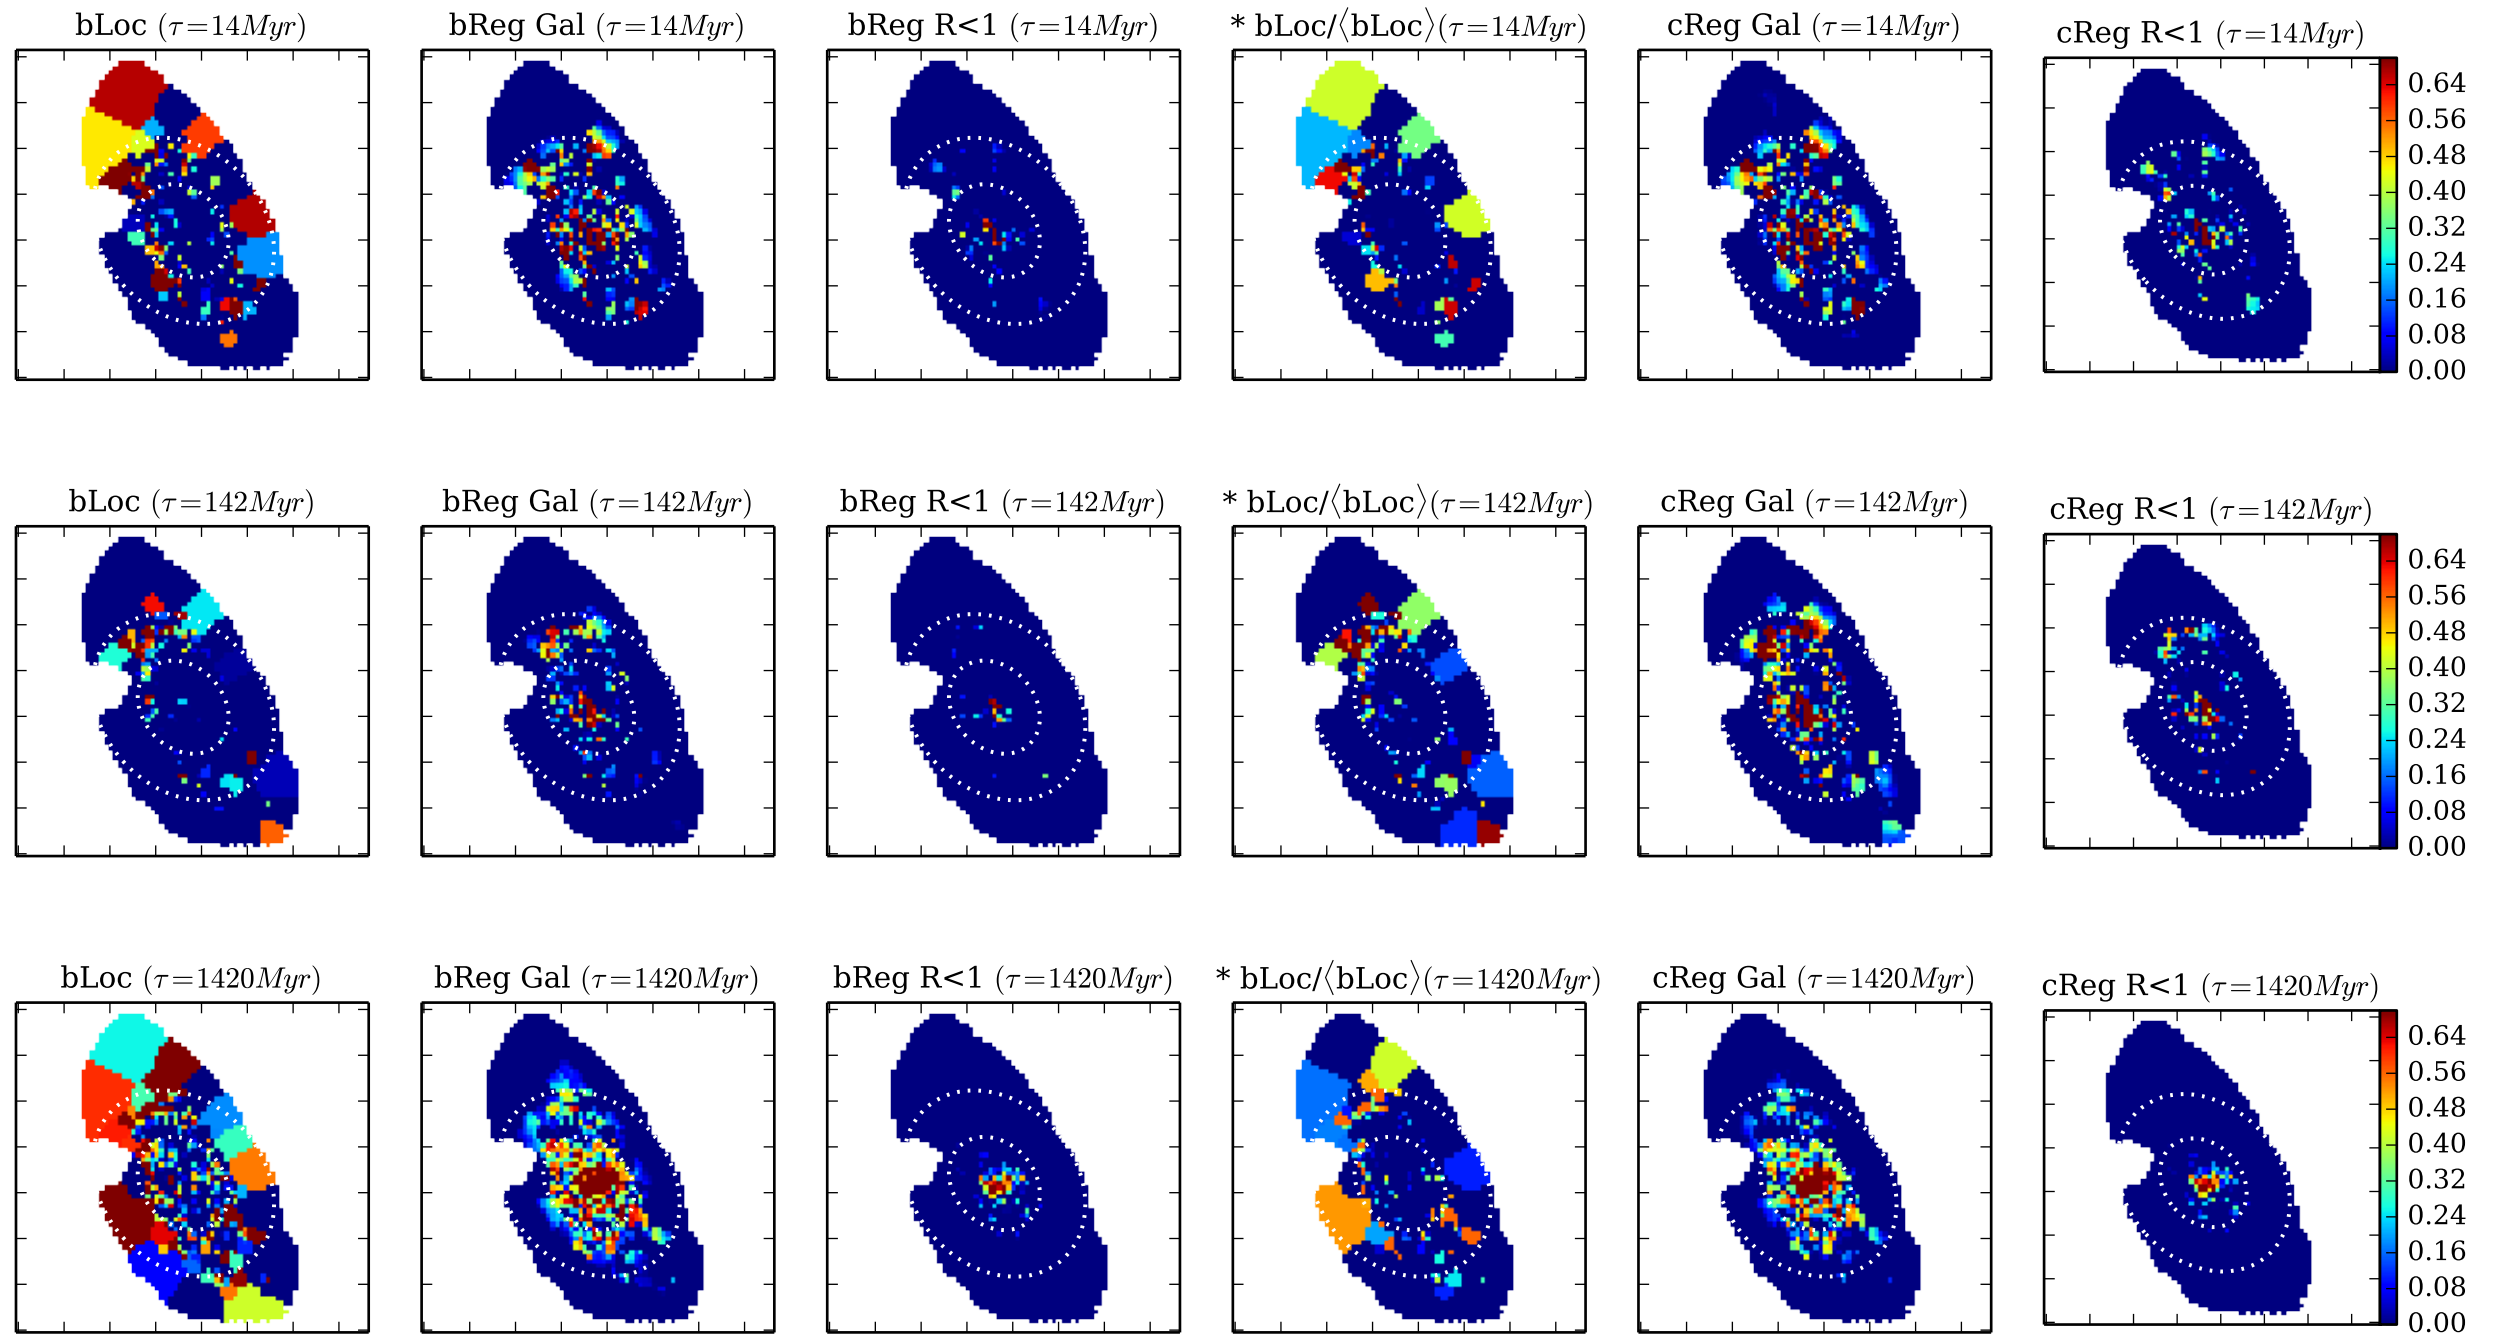 bLoc (τ=14Myr)
bReg Gal (τ=14Myr)
bReg R<1 (τ=14Myr)
* bLoc/⟨bLoc⟩(τ=14Myr)
cReg Gal (τ=14Myr)
cReg R<1 (τ=14Myr)
0.64
0.56
0.48
0.40
0.32
0.24
0.16
0.08
0.00
bLoc (τ=142Myr)
bReg Gal (τ=142Myr)
bReg R<1 (τ=142Myr)
* bLoc/⟨bLoc⟩(τ=142Myr)
cReg Gal (τ=142Myr)
cReg R<1 (τ=142Myr)
0.64
0.56
0.48
0.40
0.32
0.24
0.16
0.08
0.00
bLoc (τ=1420Myr)
bReg Gal (τ=1420Myr)
bReg R<1 (τ=1420Myr)
* bLoc/⟨bLoc⟩(τ=1420Myr)
cReg Gal (τ=1420Myr)
cReg R<1 (τ=1420Myr)
0.64
0.56
0.48
0.40
0.32
0.24
0.16
0.08
0.00